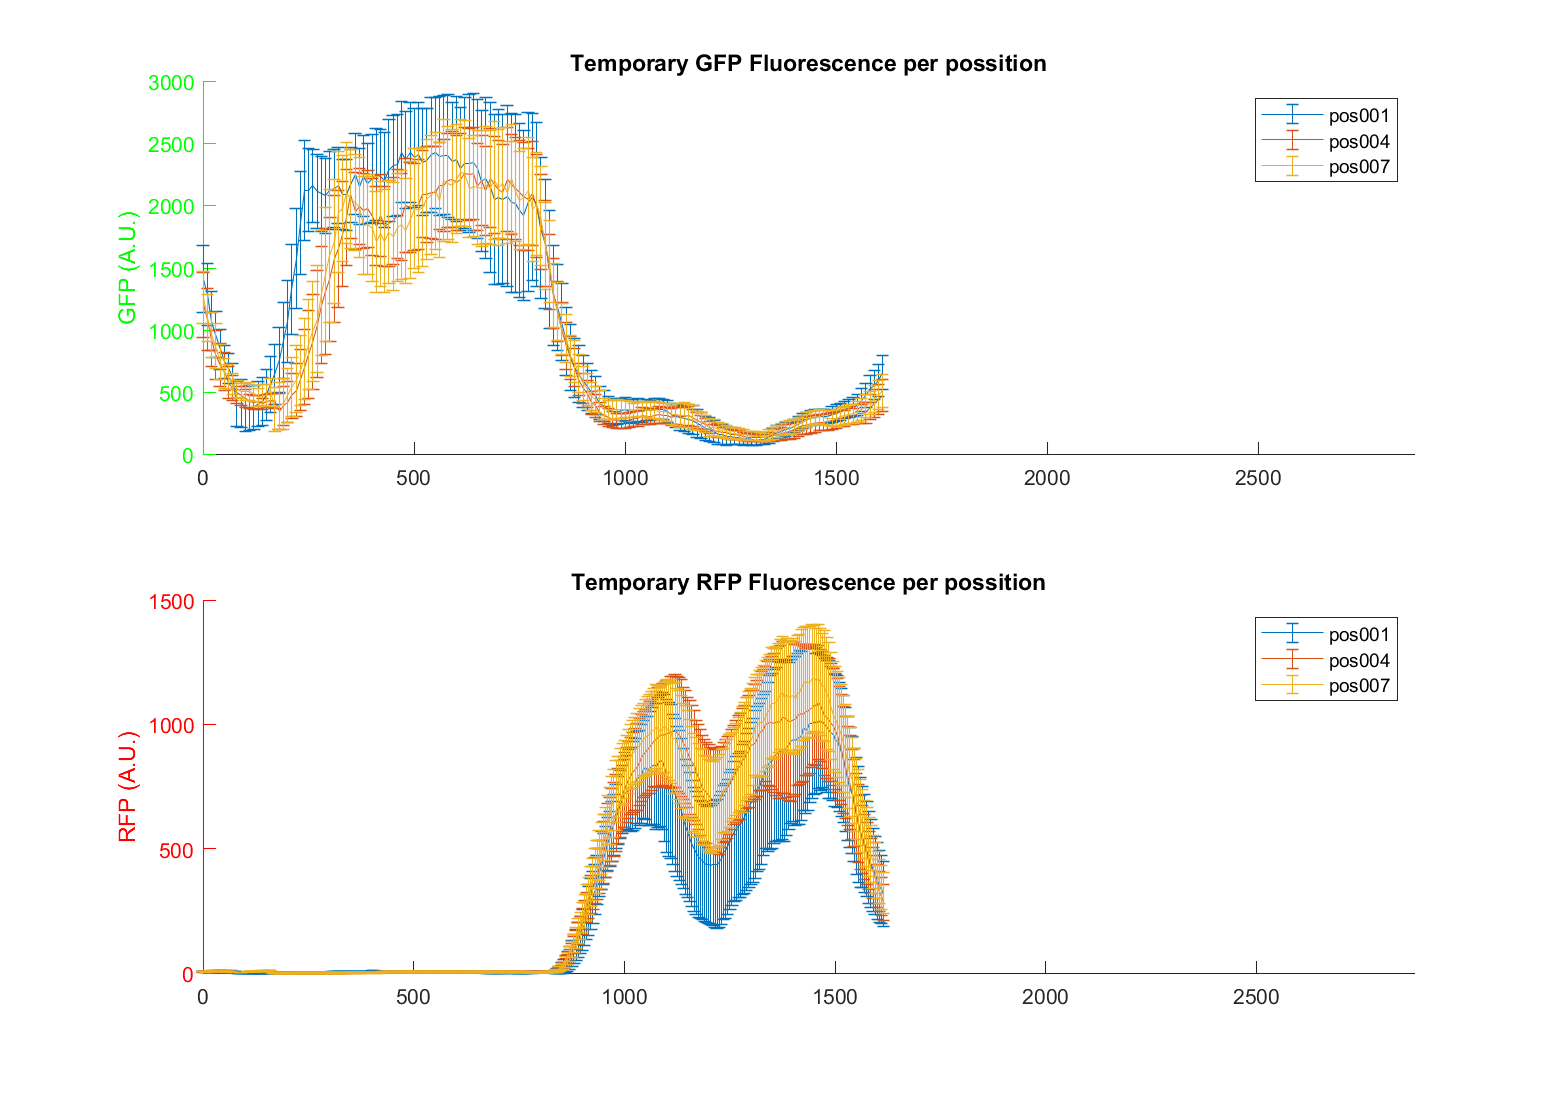 Temporary GFP Fluorescence per possition
3000
2500
2000
1500
1000
500
0
GFP (A.U.)
0 500 1000 1500 2000 2500
pos001
pos004
pos007
Temporary RFP Fluorescence per possition
1500
1000
500
0
RFP (A.U.)
0 500 1000 1500 2000 2500
pos001
pos004
pos007